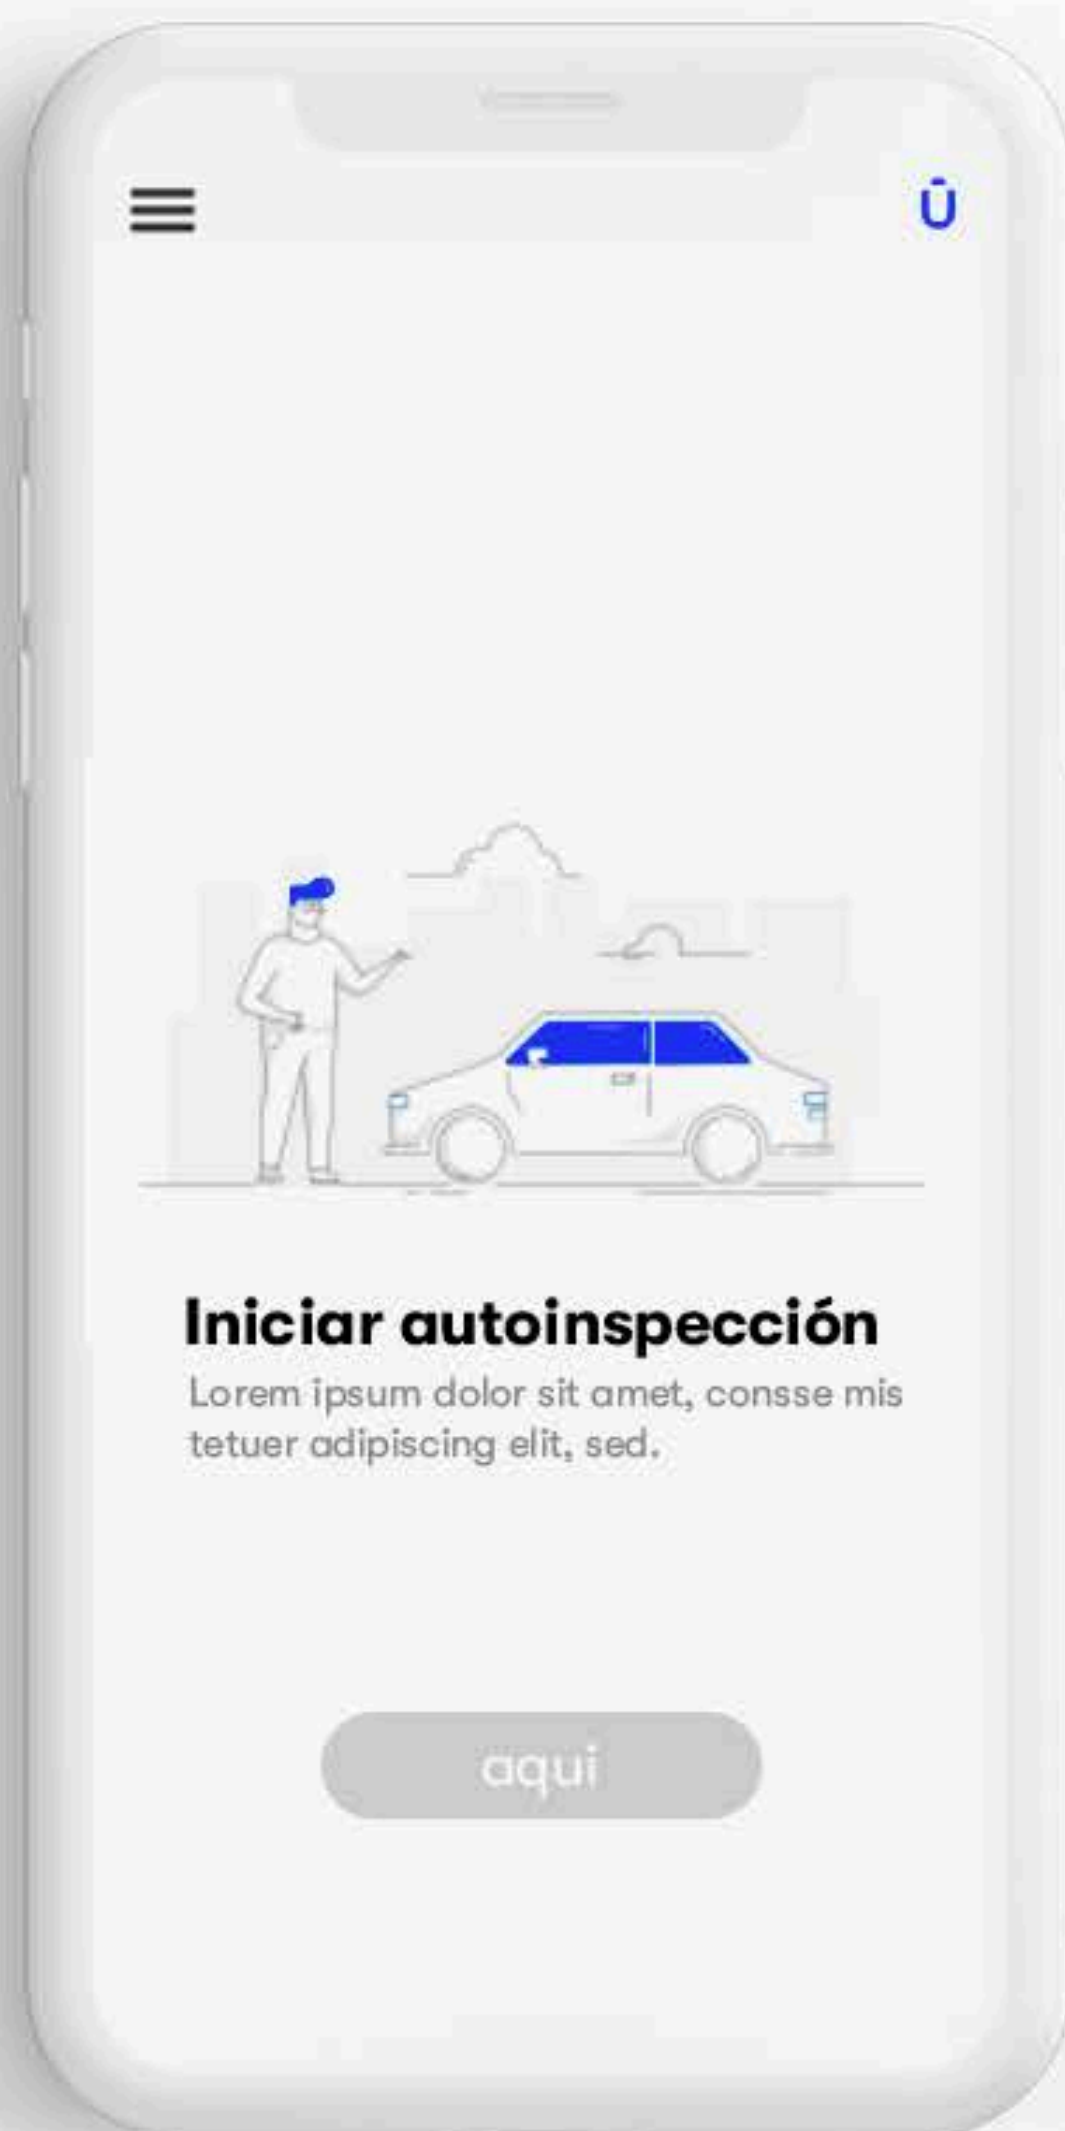 Ū
Iniciar autoinspección
Lorem ipsum dolor sit amet, consse mis
tetuer adipiscing elit, sed.
aqui